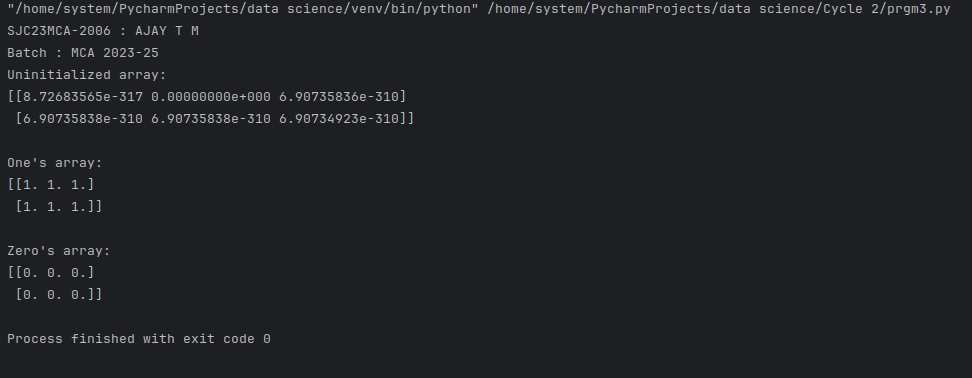 "/home/system/PycharmProjects/data science/venv/bin/python" /home/system/PycharmProjects/data science/Cycle 2/prgm3.py
SJC23MCA-2006 : AJAY T M
Batch : MCA 2023-25
Uninitialized array:
[[8.72683565e-317 0.00000000e+000 6.90735836e-310]
 [6.90735838e-310 6.90735838e-310 6.90734923e-310]]
One's array:
[[1. 1. 1.]
 [1. 1. 1.]]
Zero's array:
[[0. 0. 0.]
 [0. 0. 0.]]
Process finished with exit code 0